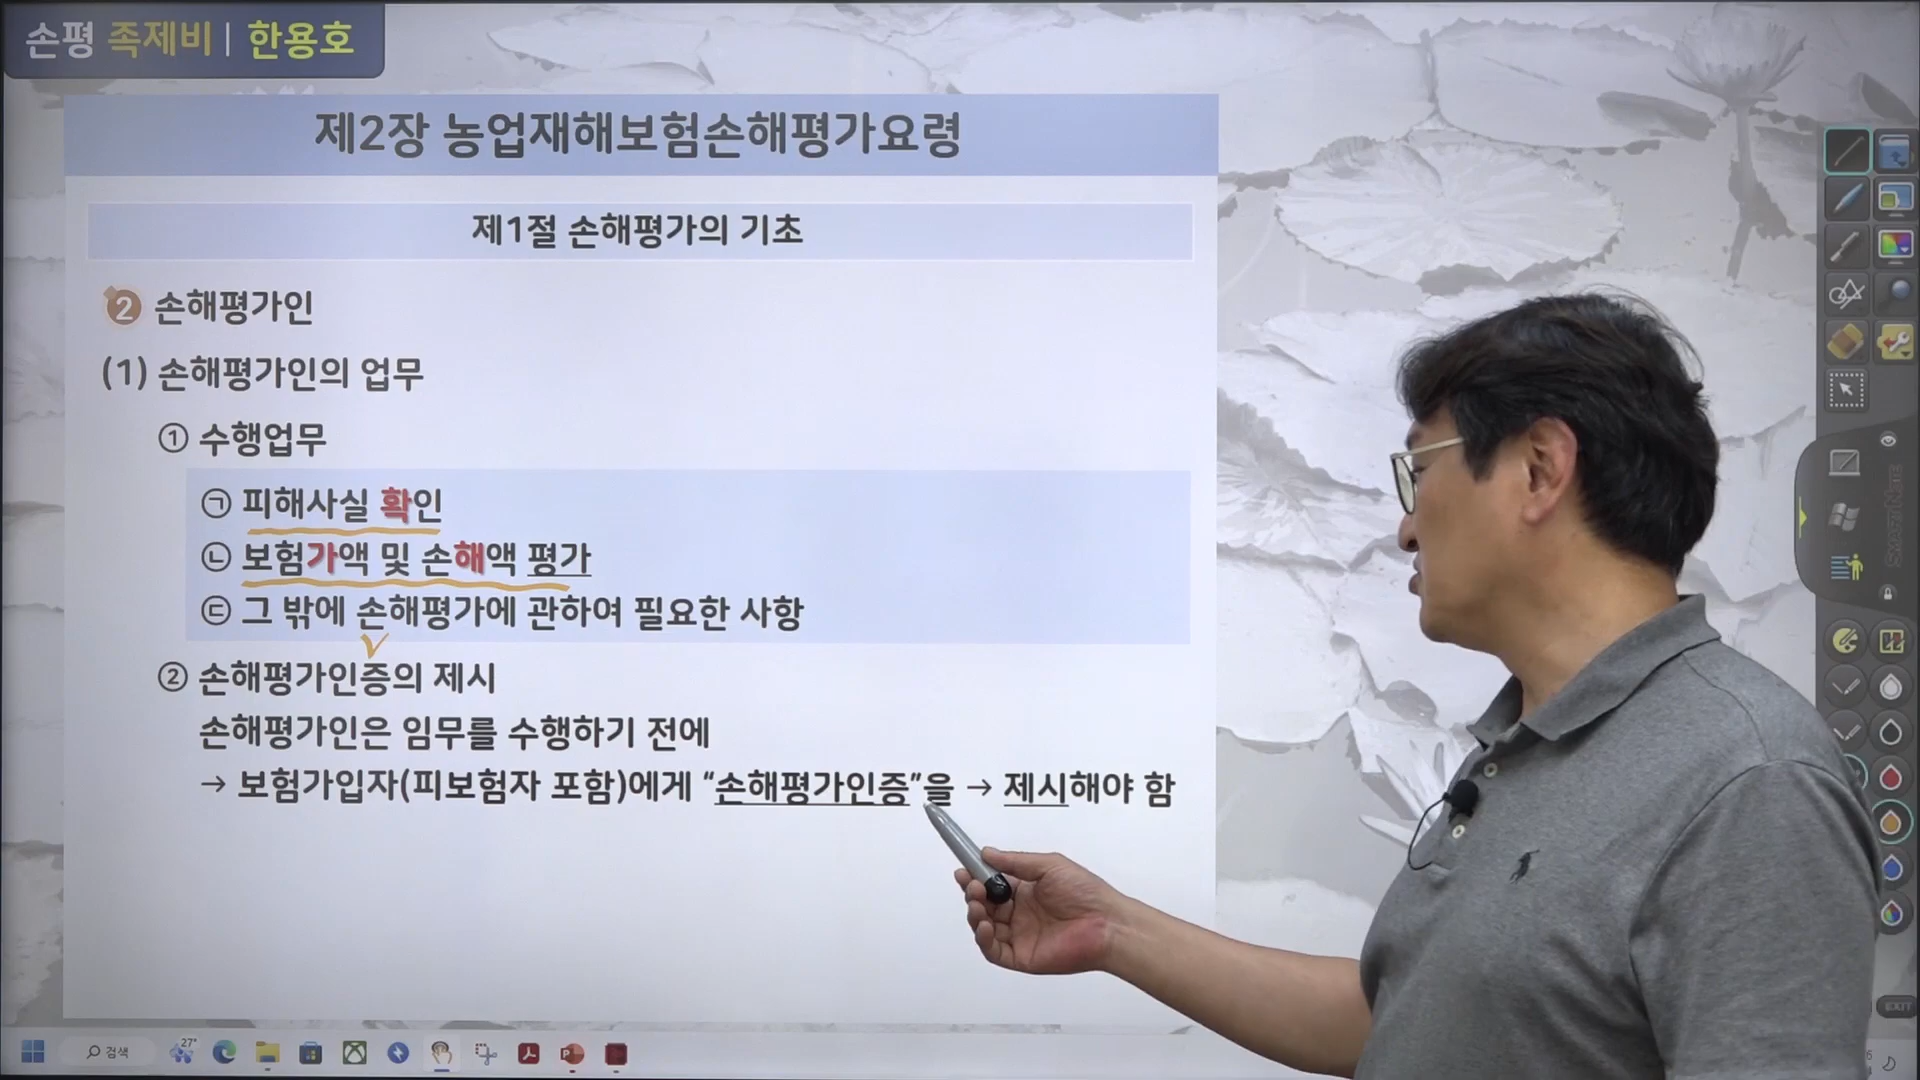 손평 족제비 | 한용호
제2장 농업재해보험손해평가요령
제1절 손해평가의 기초
2 손해평가인
(1) 손해평가인의 업무
① 수행업무
㉠ 피해사실 확인
㉡ 보험가액 및 손해액 평가
㉢ 그 밖에 손해평가에 관하여 필요한 사항
② 손해평가인증의 제시
손해평가인은 임무를 수행하기 전에
→ 보험가입자(피보험자 포함)에게 “손해평가인증”을 → 제시해야 함
27°
검색
EXIT